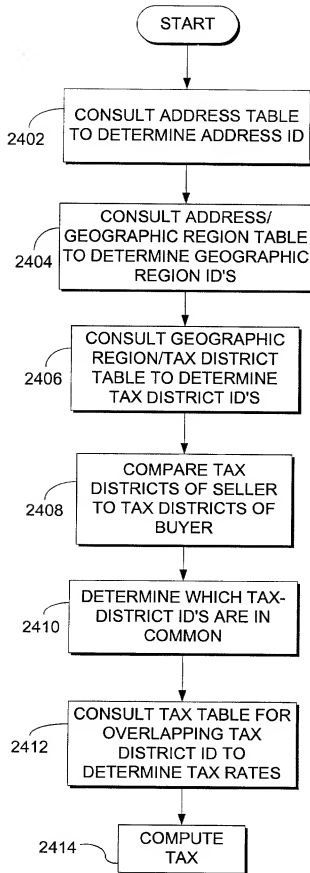 START
2402
CONSULT ADDRESS TABLE
TO DETERMINE ADDRESS ID
2404
CONSULT ADDRESS/
GEOGRAPHIC REGION TABLE
TO DETERMINE GEOGRAPHIC
REGION ID'S
2406
CONSULT GEOGRAPHIC
REGION/TAX DISTRICT
TABLE TO DETERMINE
TAX DISTRICT ID'S
2408
COMPARE TAX
DISTRICTS OF SELLER
TO TAX DISTRICTS OF
BUYER
2410
DETERMINE WHICH TAX-
DISTRICT ID'S ARE IN
COMMON
2412
CONSULT TAX TABLE FOR
OVERLAPPING TAX
DISTRICT ID TO
DETERMINE TAX RATES
2414
COMPUTE
TAX